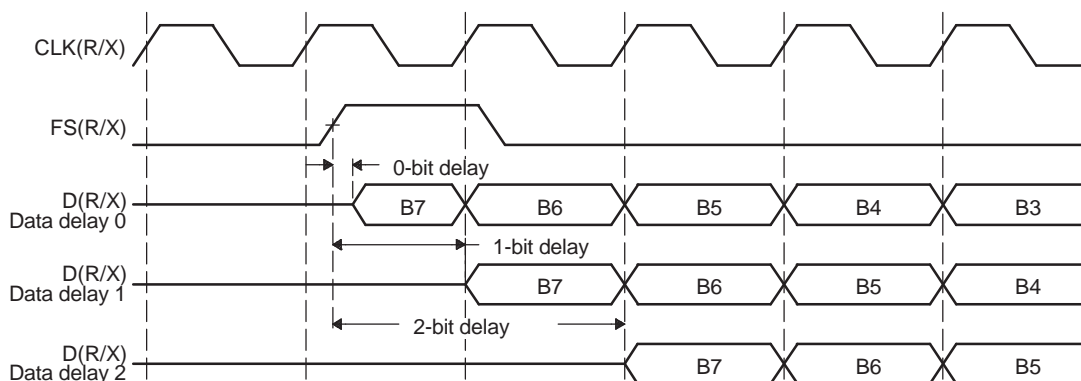 CLK(R/X)
FS(R/X)
0-bit delay
D(R/X)
Data delay 0
B7 B6 B5 B4 B3
1-bit delay
D(R/X)
Data delay 1
B7 B6 B5 B4
2-bit delay
D(R/X)
Data delay 2
B7 B6 B5